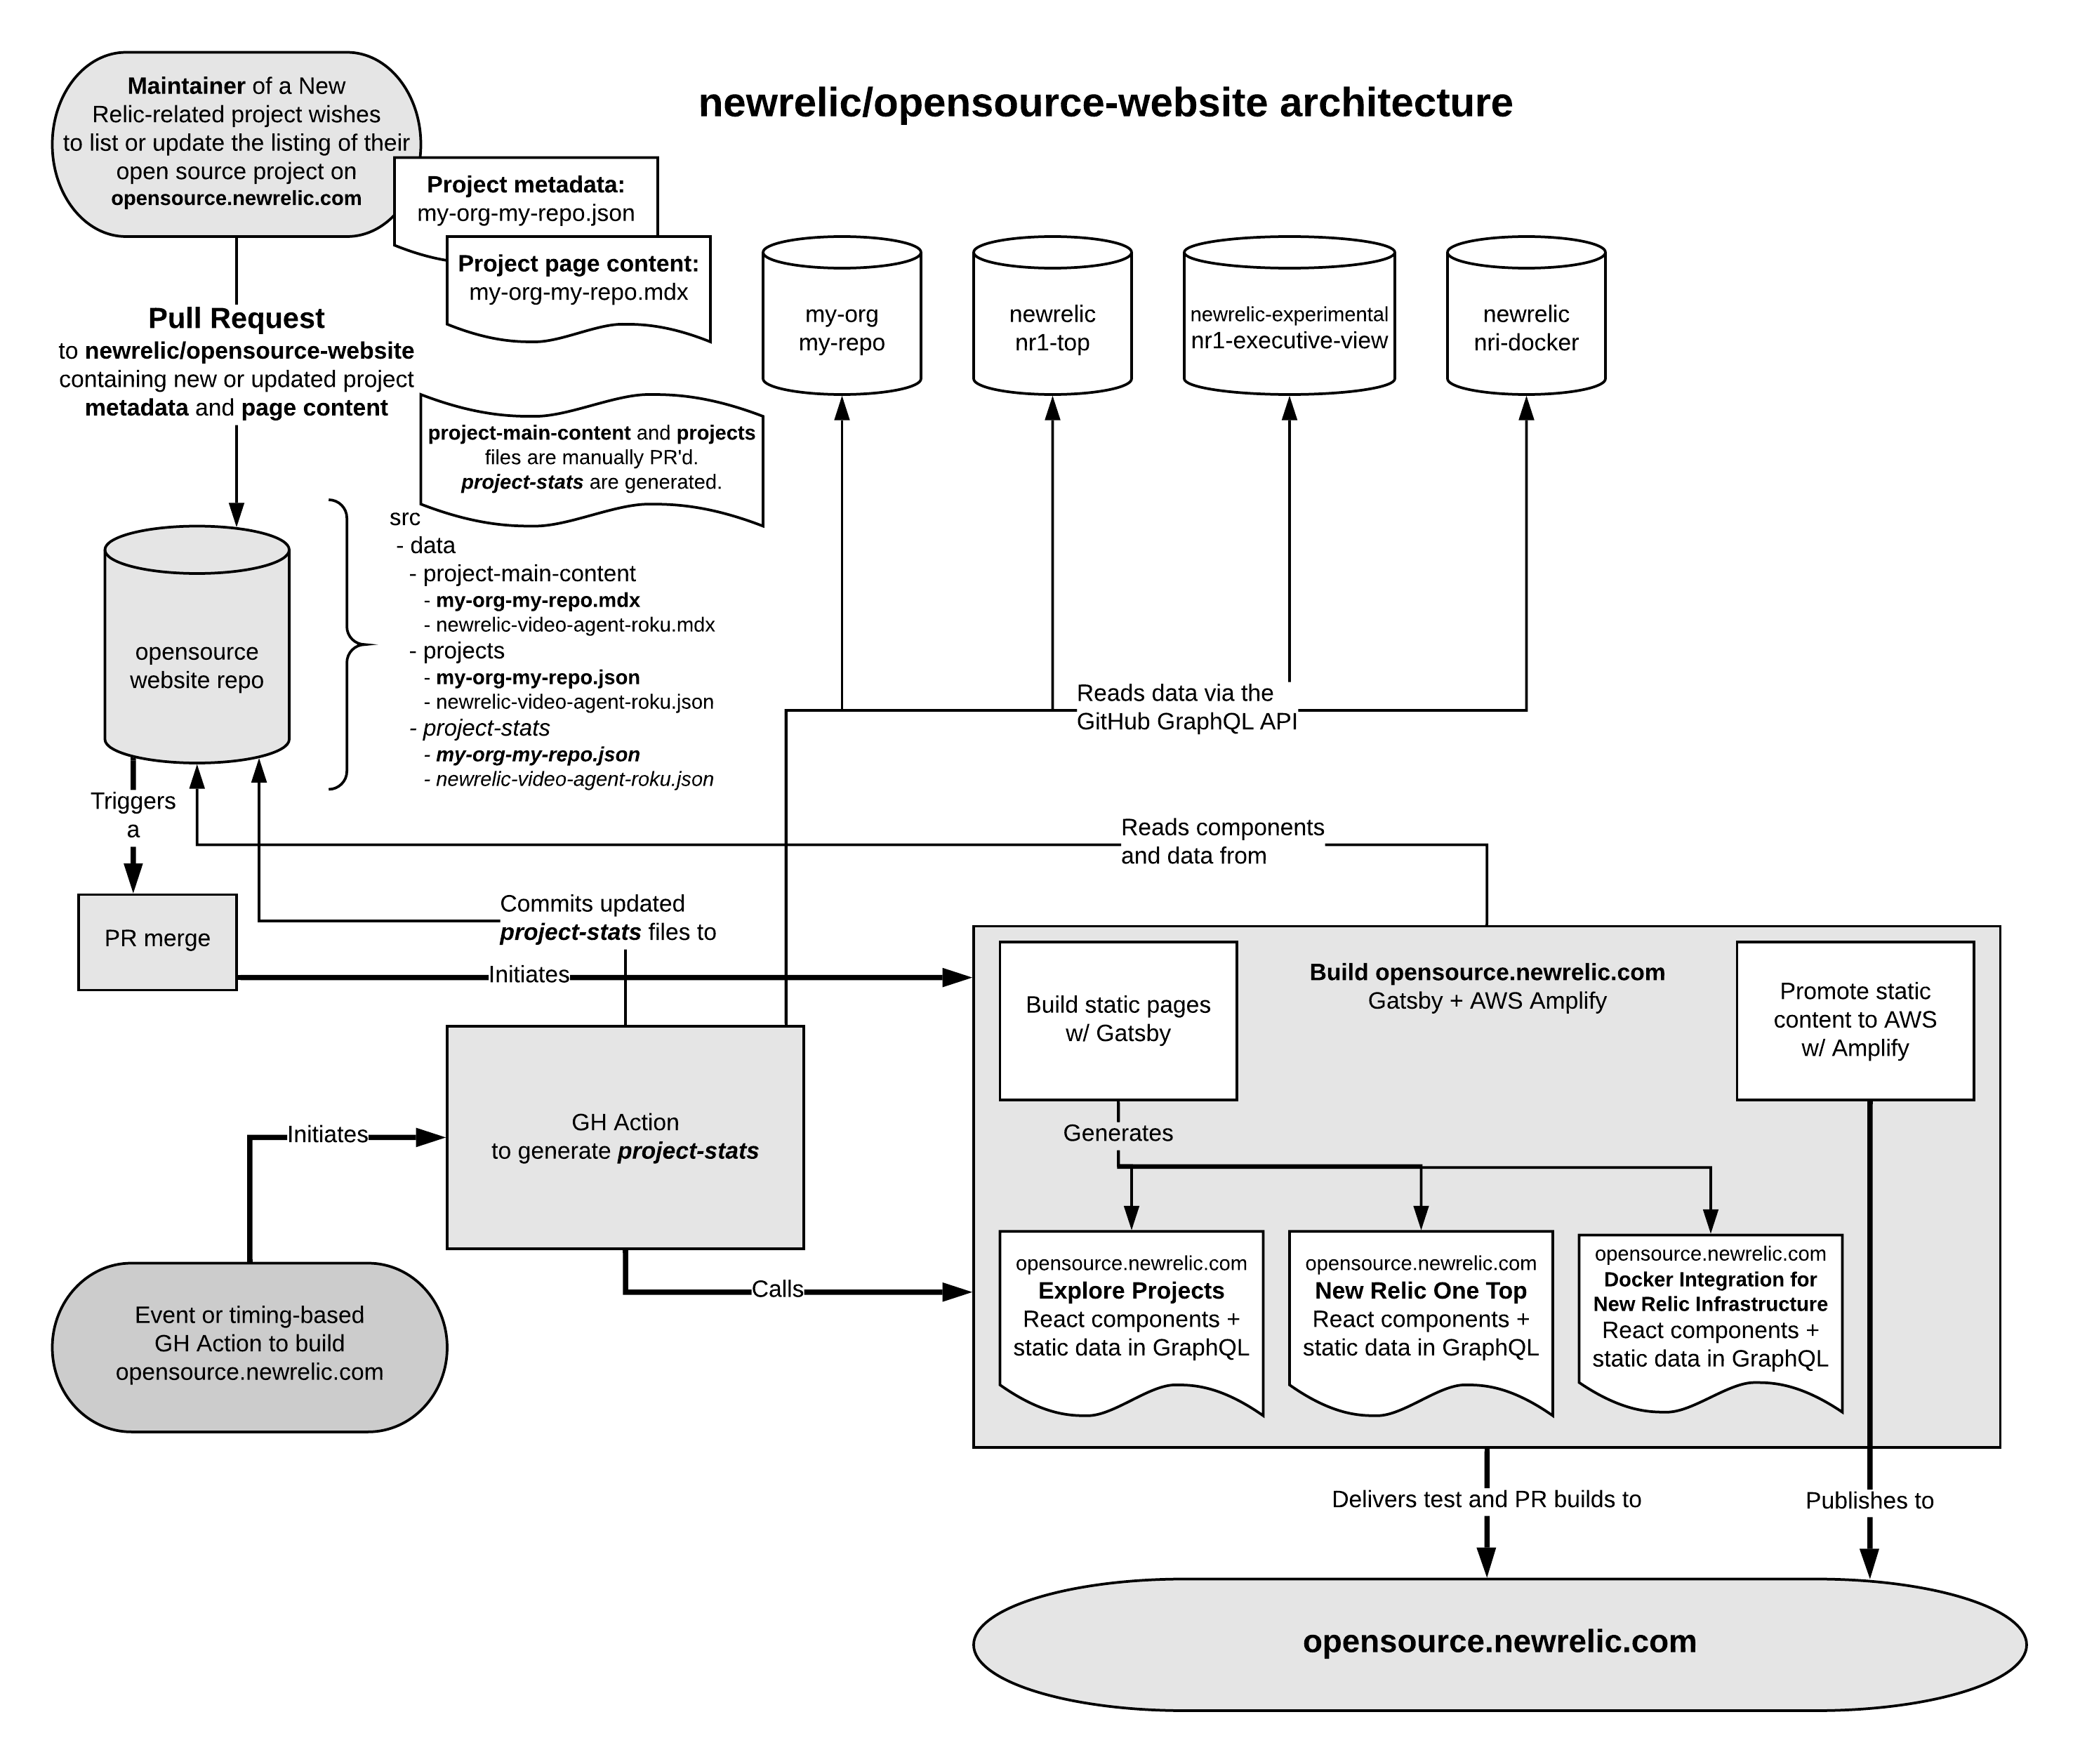 Maintainer of a New
Relic-related project wishes
to list or update the listing of their
open source project on
opensource.newrelic.com
newrelic/opensource-website architecture
Project metadata:
my-org-my-repo.json
Project page content:
my-org-my-repo.mdx
my-org
my-repo
newrelic
nr1-top
newrelic-experimental
nr1-executive-view
newrelic
nri-docker
Pull Request
to newrelic/opensource-website
containing new or updated project
metadata and page content
project-main-content and projects
files are manually PR'd.
project-stats are generated.
src
- data
- project-main-content
- my-org-my-repo.mdx
- newrelic-video-agent-roku.mdx
- projects
- my-org-my-repo.json
- newrelic-video-agent-roku.json
- project-stats
- my-org-my-repo.json
- newrelic-video-agent-roku.json
opensource
website repo
Reads data via the
GitHub GraphQL API
Triggers
a
Reads components
and data from
PR merge
Commits updated
project-stats files to
Initiates
Build static pages
w/ Gatsby
Build opensource.newrelic.com
Gatsby + AWS Amplify
Promote static
content to AWS
w/ Amplify
GH Action
to generate project-stats
Initiates
Generates
Calls
opensource.newrelic.com
Explore Projects
React components +
static data in GraphQL
opensource.newrelic.com
New Relic One Top
React components +
static data in GraphQL
opensource.newrelic.com
Docker Integration for
New Relic Infrastructure
React components +
static data in GraphQL
Event or timing-based
GH Action to build
opensource.newrelic.com
Delivers test and PR builds to
Publishes to
opensource.newrelic.com